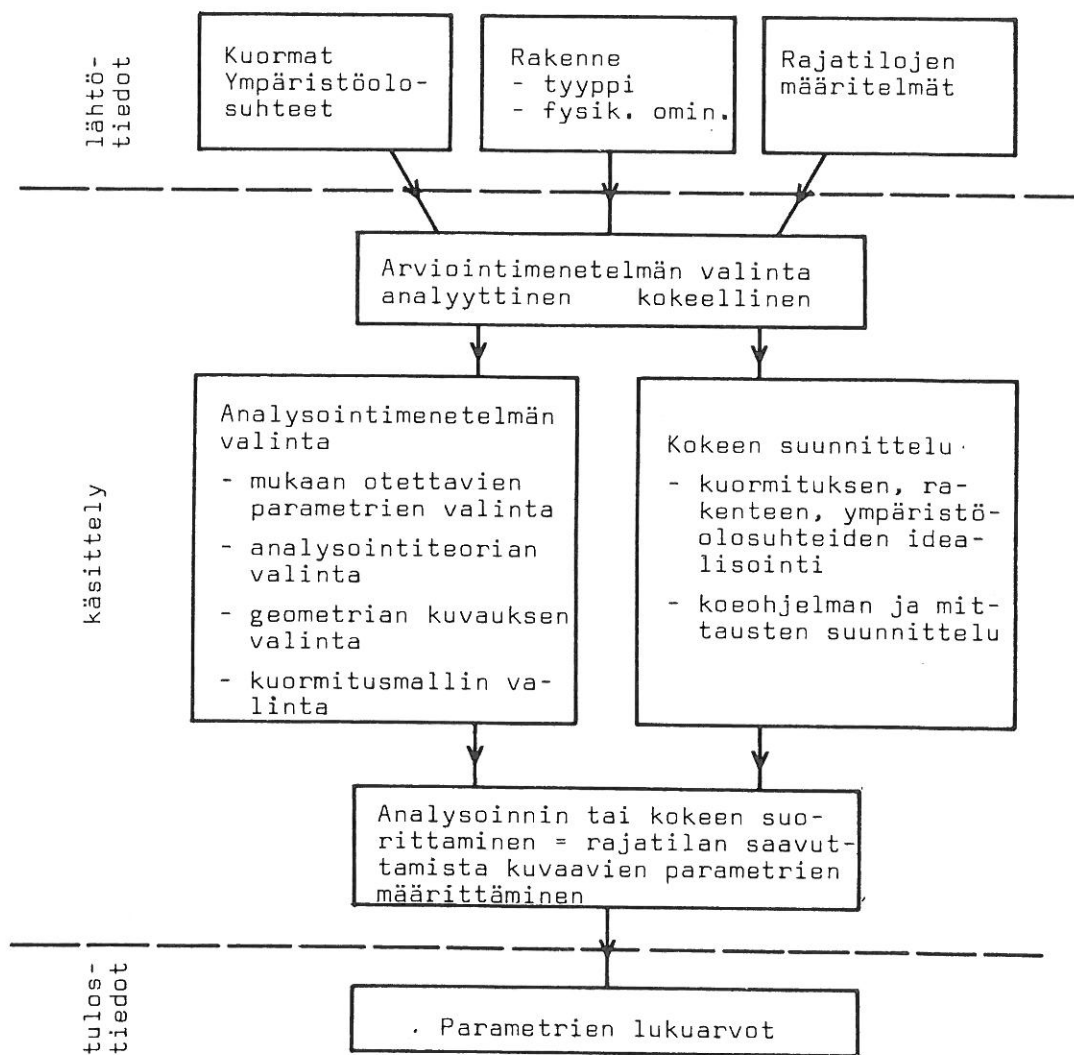 lähtö-
tiedot
Kuormat
Ympäristöolo-
suhteet
Rakenne
- tyyppi
- fysik. omin.
Rajatilojen
määritelmät
käsittely
Arviointimenetelmän valinta
analyyttinen kokeellinen
Analysointimenetelmän
valinta
- mukaan otettavien
parametrien valinta
- analysointiteorian
valinta
- geometrian kuvauksen
valinta
- kuormitusmallin va-
linta
Kokeen suunnittelu
- kuormituksen, ra-
kenteen, ympäristö-
olosuhteiden idea-
lisointi
- koeohjelman ja mit-
tausten suunnittelu
Analysoinnin tai kokeen suo-
rittaminen = rajatilan saavut-
tamista kuvaavien parametrien
määrittäminen
tulos-
tiedot
Parametrien lukuarvot